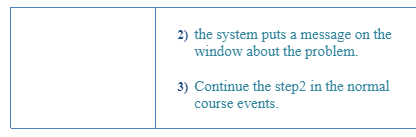 2) the system puts a message on the
window about the problem.
3) Continue the step2 in the normal
course events.